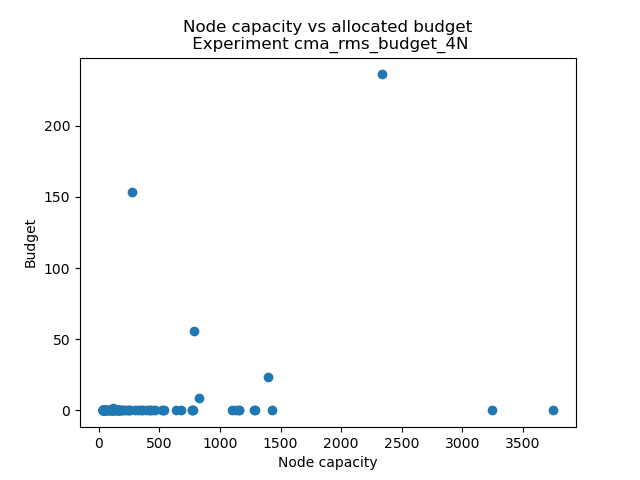 Node capacity vs allocated budget
Experiment cma_rms_budget_4N
200
150
100
50
0
Budget
0 500 1000 1500 2000 2500 3000 3500
Node capacity